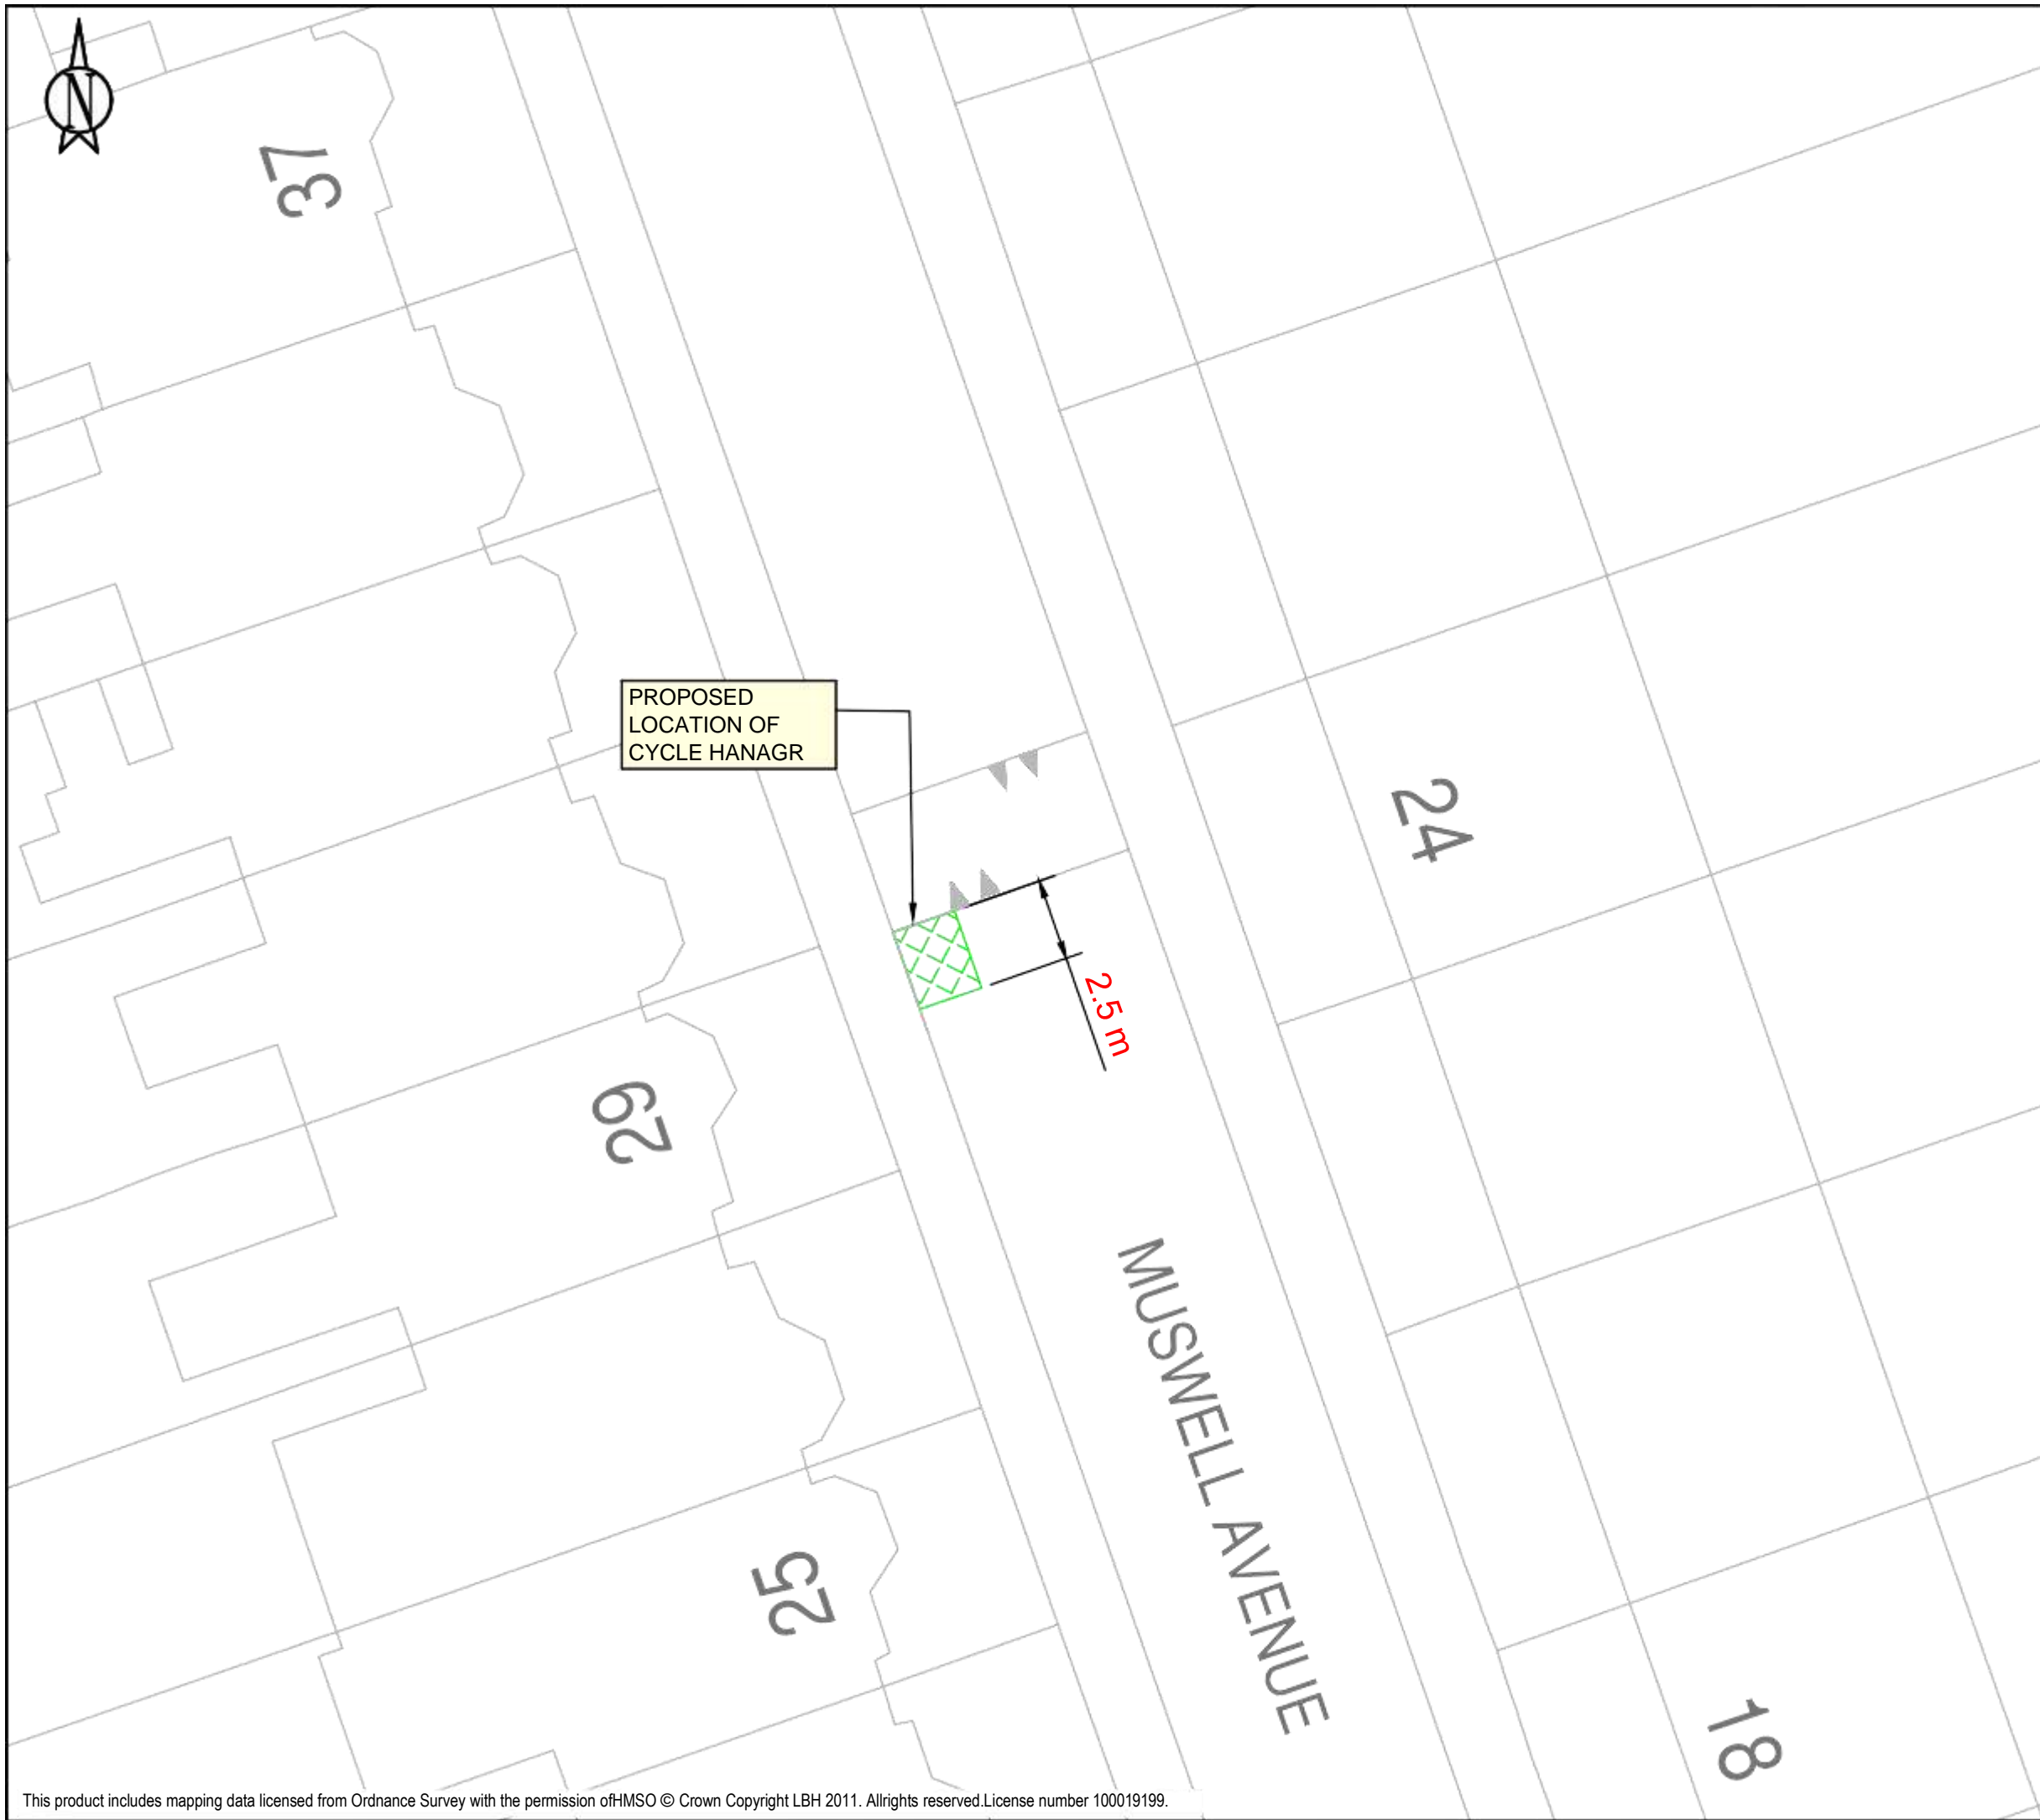 N
37
PROPOSED
LOCATION OF
CYCLE HANAGR
24
2.5 m
29
MUSWELL AVENUE
25
18
This product includes mapping data licensed from Ordnance Survey with the permission ofHMSO © Crown Copyright LBH 2011. Allrights reserved.License number 100019199.